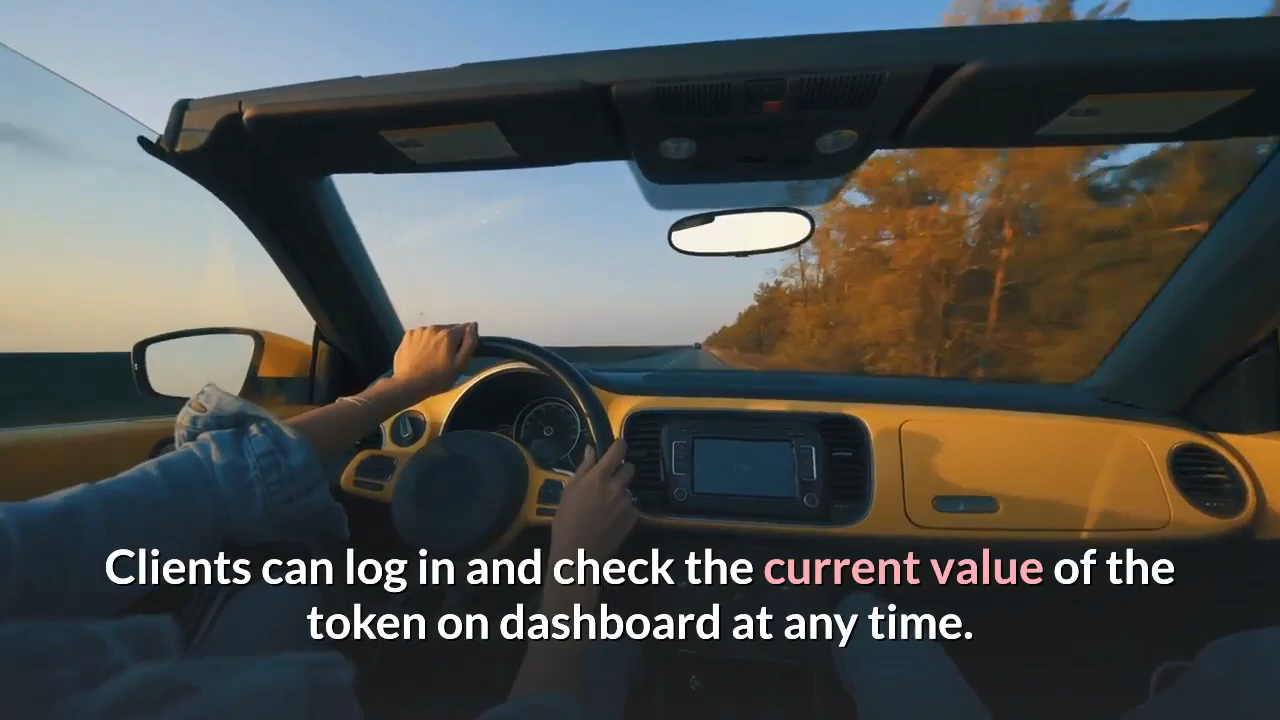 Clients can log in and check the current value of the
token on dashboard at any time.